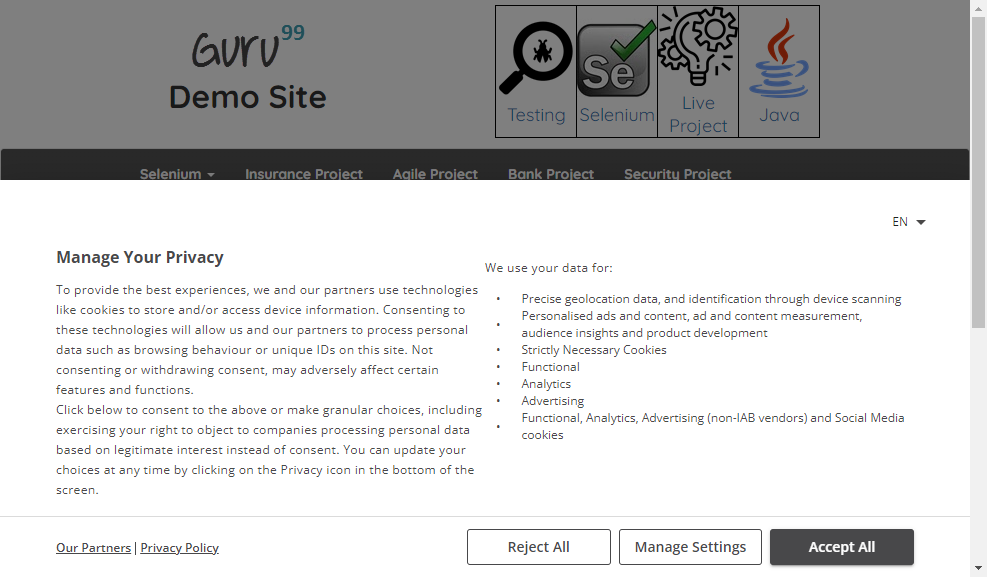 Guru99
Demo Site
Testing
Se
Selenium
Live
Project
Java
Selenium
Insurance Project
Agile Project
Bank Project
Security Project
EN
Manage Your Privacy
To provide the best experiences, we and our partners use technologies
like cookies to store and/or access device information. Consenting to
these technologies will allow us and our partners to process personal
data such as browsing behaviour or unique IDs on this site. Not
consenting or withdrawing consent, may adversely affect certain
features and functions.
Click below to consent to the above or make granular choices, including
exercising your right to object to companies processing personal data
based on legitimate interest instead of consent. You can update your
choices at any time by clicking on the Privacy icon in the bottom of the
screen.
We use your data for:
• Precise geolocation data, and identification through device scanning
• Personalised ads and content, ad and content measurement,
audience insights and product development
• Strictly Necessary Cookies
• Functional
• Analytics
• Advertising
• Functional, Analytics, Advertising (non-IAB vendors) and Social Media
cookies
Our Partners | Privacy Policy
Reject All
Manage Settings
Accept All